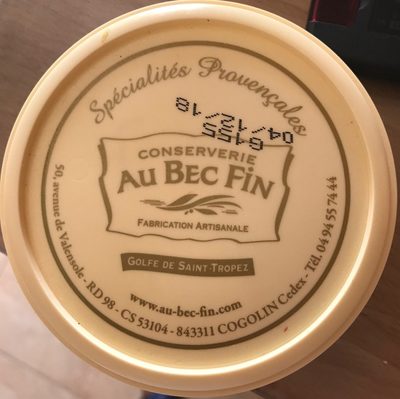 Spécialités Provençales
04/12/18
6455
CONSERVERIE
AU BEC FIN
FABRICATION ARTISANALE
GOLFE DE SAINT-TROPEZ
www.au-bec-fin.com
50, avenue de Valensole - RD 98 - CS 53104 - 843311 COGOLIN Cedex - Tél. 04 94 55 74 44